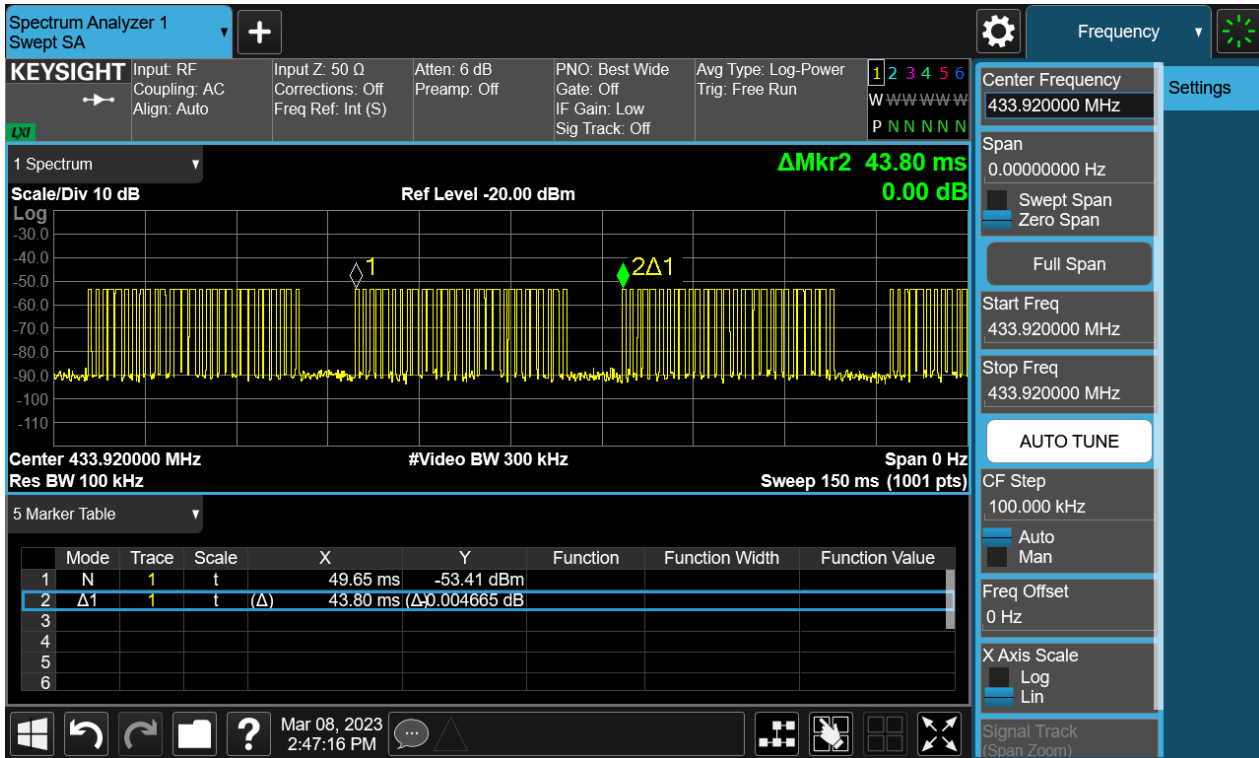 Spectrum Analyzer 1
Swept SA
+
Frequency
KEYSIGHT
LXI
Input: RF
Coupling: AC
Align: Auto
Input Z: 50 Ω
Corrections: Off
Freq Ref: Int (S)
Atten: 6 dB
Preamp: Off
PNO: Best Wide
Gate: Off
IF Gain: Low
Sig Track: Off
Avg Type: Log-Power
Trig: Free Run
1 2 3 4 5 6
W W W W W W
P N N N N N
1 Spectrum
ΔMkr2 43.80 ms
0.00 dB
Scale/Div 10 dB
Ref Level -20.00 dBm
Log
-30.0
-40.0
-50.0
-60.0
-70.0
-80.0
-90.0
-100
-110
1
2Δ1
Center 433.920000 MHz
#Video BW 300 kHz
Span 0 Hz
Res BW 100 kHz
Sweep 150 ms (1001 pts)
5 Marker Table
Mode Trace Scale X Y Function Function Width Function Value
1 N 1 t 49.65 ms -53.41 dBm
2 Δ1 1 t (Δ) 43.80 ms (Δ)-0.004665 dB
3
4
5
6
?
Mar 08, 2023
2:47:16 PM
Center Frequency
433.920000 MHz
Settings
Span
0.00000000 Hz
Swept Span
Zero Span
Full Span
Start Freq
433.920000 MHz
Stop Freq
433.920000 MHz
AUTO TUNE
CF Step
100.000 kHz
Auto
Man
Freq Offset
0 Hz
X Axis Scale
Log
Lin
Signal Track
(Span Zoom)